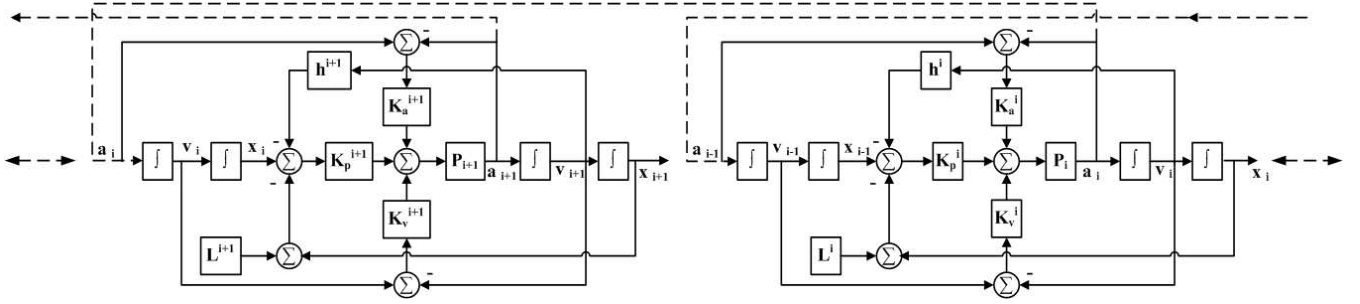 Σ - Σ -
h^{i+1} h^{i}
K_a^{i+1} K_a^{i}
a_i ∫ v_i ∫ x_i - Σ - K_p^{i+1} Σ P_{i+1} a_{i+1} ∫ v_{i+1} ∫ x_{i+1}
a_{i-1} ∫ v_{i-1} ∫ x_{i-1} - Σ - K_p^{i} Σ P_i a_i ∫ v_i ∫ x_i
K_v^{i+1} K_v^{i}
L^{i+1} Σ L^{i} Σ
Σ - Σ -